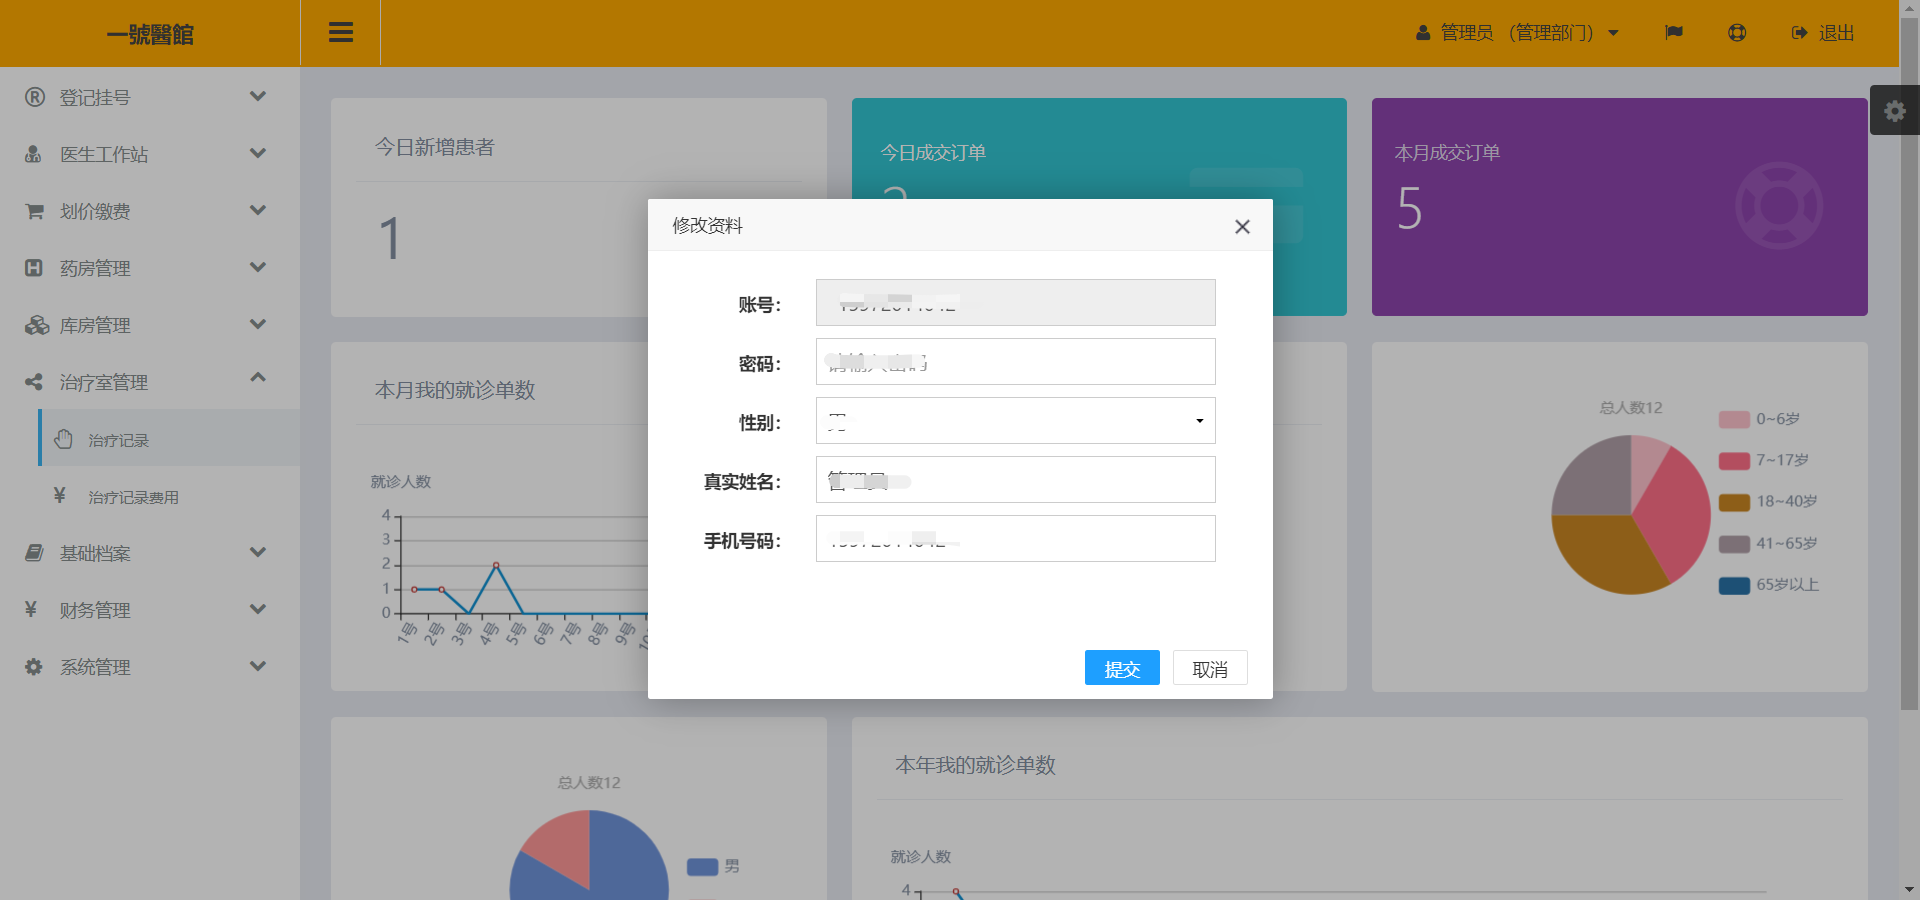 一號醫館
管理员 （管理部门）
退出
登记挂号
医生工作站
划价缴费
药房管理
库房管理
治疗室管理
治疗记录
治疗记录费用
基础档案
财务管理
系统管理
今日新增患者
1
今日成交订单
本月成交订单
5
修改资料
账号：
密码：
性别：
真实姓名：
手机号码：
提交
取消
本月我的就诊单数
就诊人数
4
3
2
1
0
1号
2号
3号
4号
5号
6号
7号
8号
9号
总人数12
0~6岁
7~17岁
18~40岁
41~65岁
65岁以上
总人数12
男
本年我的就诊单数
就诊人数
4